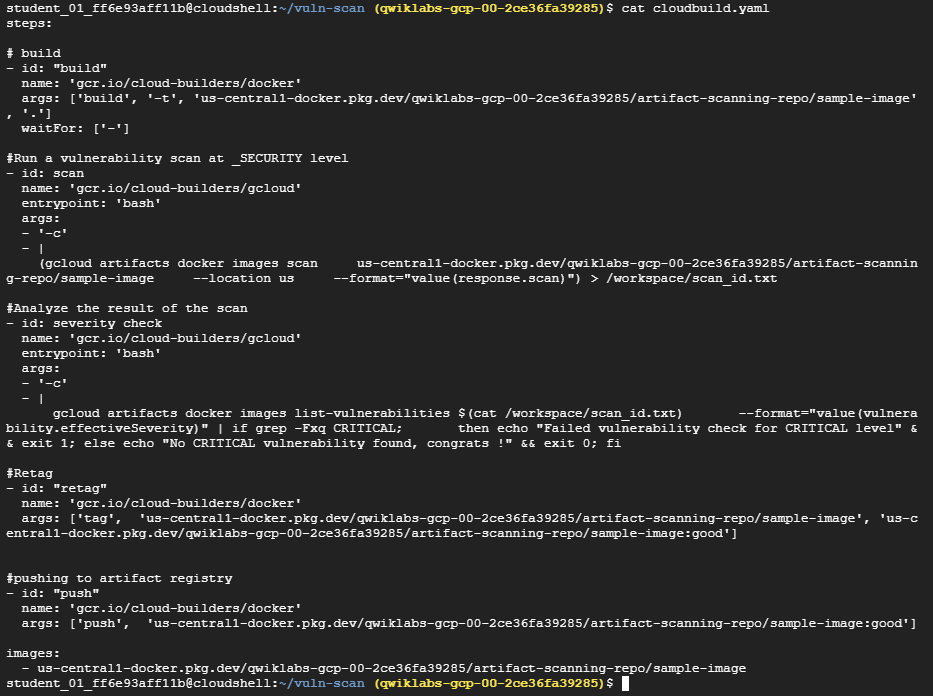 student_01_ff6e93aff11b@cloudshell:~/vuln-scan (qwiklabs-gcp-00-2ce36fa39285)$ cat cloudbuild.yaml
steps:

# build
- id: "build"
  name: 'gcr.io/cloud-builders/docker'
  args: ['build', '-t', 'us-central1-docker.pkg.dev/qwiklabs-gcp-00-2ce36fa39285/artifact-scanning-repo/sample-image'
, '.']
  waitFor: ['-']

#Run a vulnerability scan at _SECURITY level
- id: scan
  name: 'gcr.io/cloud-builders/gcloud'
  entrypoint: 'bash'
  args:
  - '-c'
  - |
    (gcloud artifacts docker images scan     us-central1-docker.pkg.dev/qwiklabs-gcp-00-2ce36fa39285/artifact-scannin
g-repo/sample-image     --location us     --format="value(response.scan)") > /workspace/scan_id.txt

#Analyze the result of the scan
- id: severity check
  name: 'gcr.io/cloud-builders/gcloud'
  entrypoint: 'bash'
  args:
  - '-c'
  - |
      gcloud artifacts docker images list-vulnerabilities $(cat /workspace/scan_id.txt)       --format="value(vulnera
bility.effectiveSeverity)" | if grep -Fxq CRITICAL;       then echo "Failed vulnerability check for CRITICAL level" &
& exit 1; else echo "No CRITICAL vulnerability found, congrats !" && exit 0; fi

#Retag
- id: "retag"
  name: 'gcr.io/cloud-builders/docker'
  args: ['tag',  'us-central1-docker.pkg.dev/qwiklabs-gcp-00-2ce36fa39285/artifact-scanning-repo/sample-image', 'us-c
entral1-docker.pkg.dev/qwiklabs-gcp-00-2ce36fa39285/artifact-scanning-repo/sample-image:good']


#pushing to artifact registry
- id: "push"
  name: 'gcr.io/cloud-builders/docker'
  args: ['push',  'us-central1-docker.pkg.dev/qwiklabs-gcp-00-2ce36fa39285/artifact-scanning-repo/sample-image:good']

images:
  - us-central1-docker.pkg.dev/qwiklabs-gcp-00-2ce36fa39285/artifact-scanning-repo/sample-image
student_01_ff6e93aff11b@cloudshell:~/vuln-scan (qwiklabs-gcp-00-2ce36fa39285)$